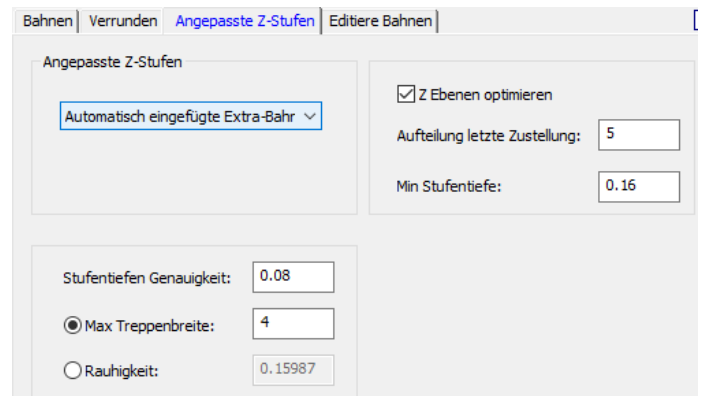 Bahnen Verrunden Angepasste Z-Stufen Editiere Bahnen
Angepasste Z-Stufen
Automatisch eingefügte Extra-Bahr
Z Ebenen optimieren
Aufteilung letzte Zustellung: 5
Min Stufentiefe: 0.16
Stufentiefen Genauigkeit: 0.08
Max Treppenbreite: 4
Rauhigkeit: 0.15987